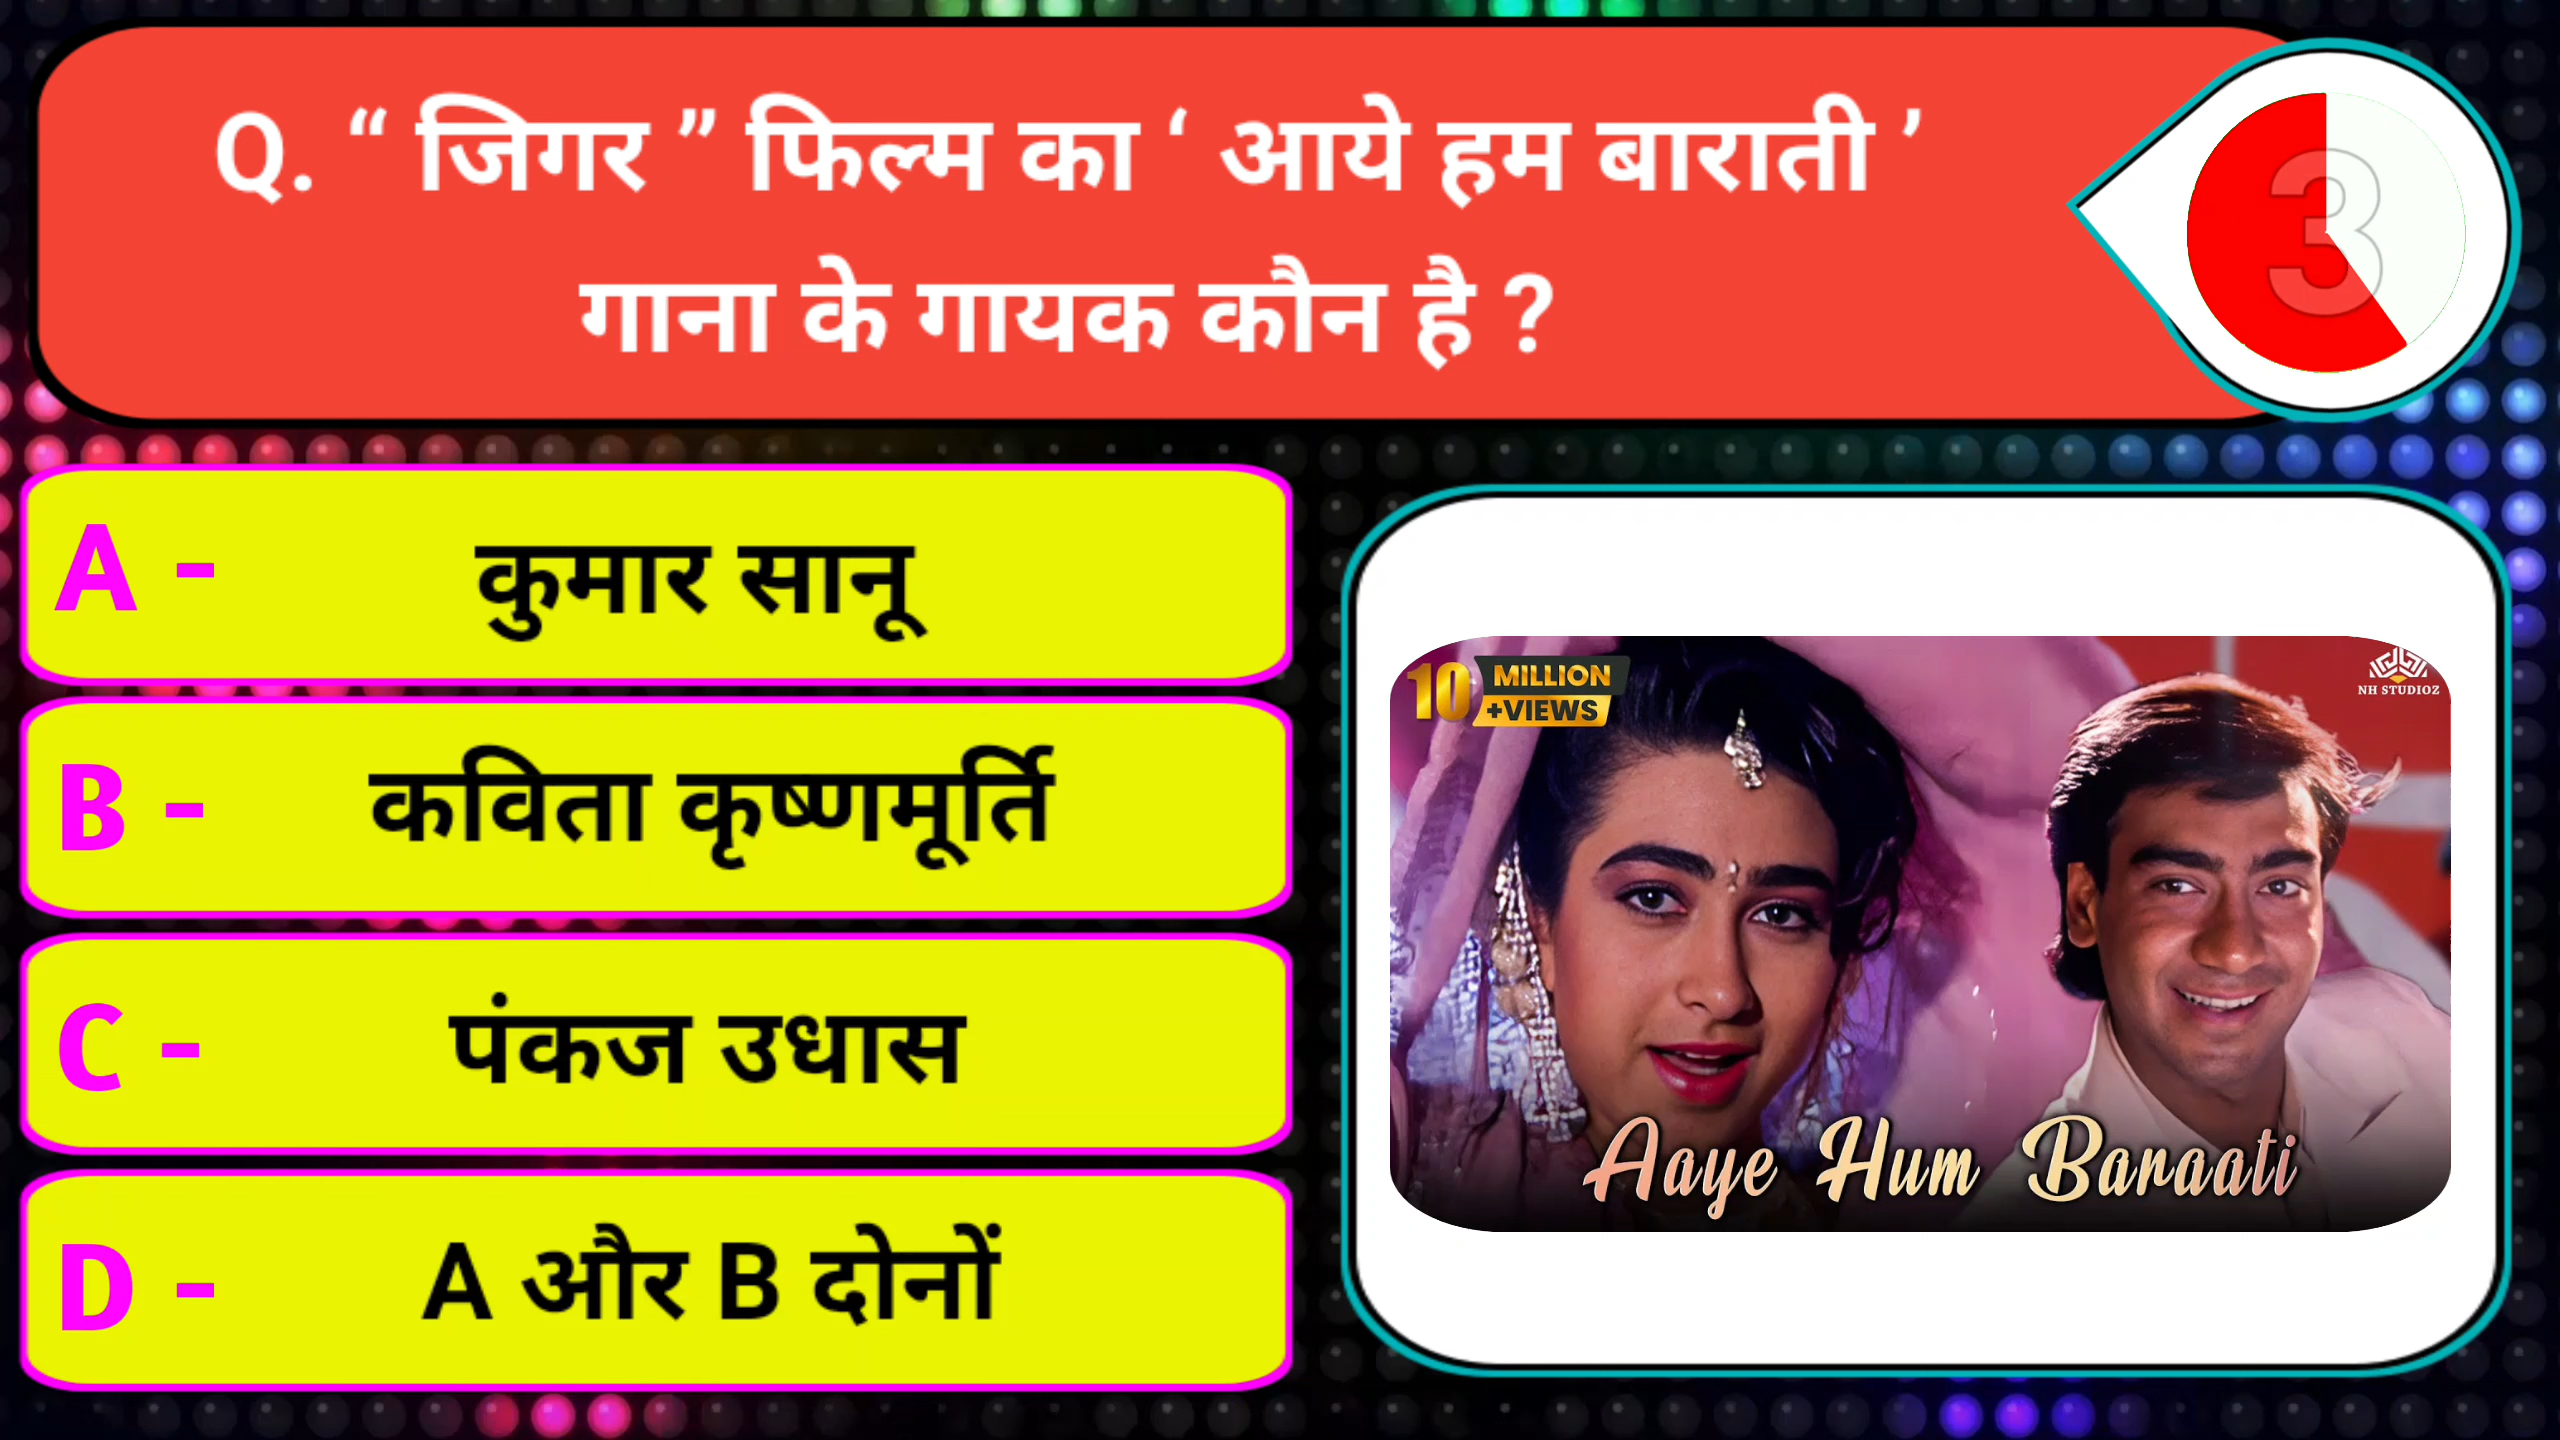 Q. “ जिगर ” फिल्म का ‘ आये हम बाराती ’
गाना के गायक कौन है ?
3
A - कुमार सानू
B - कविता कृष्णमूर्ति
C - पंकज उधास
D - A और B दोनों
10 MILLION
+VIEWS
NH STUDIOZ
Aaye Hum Baraati